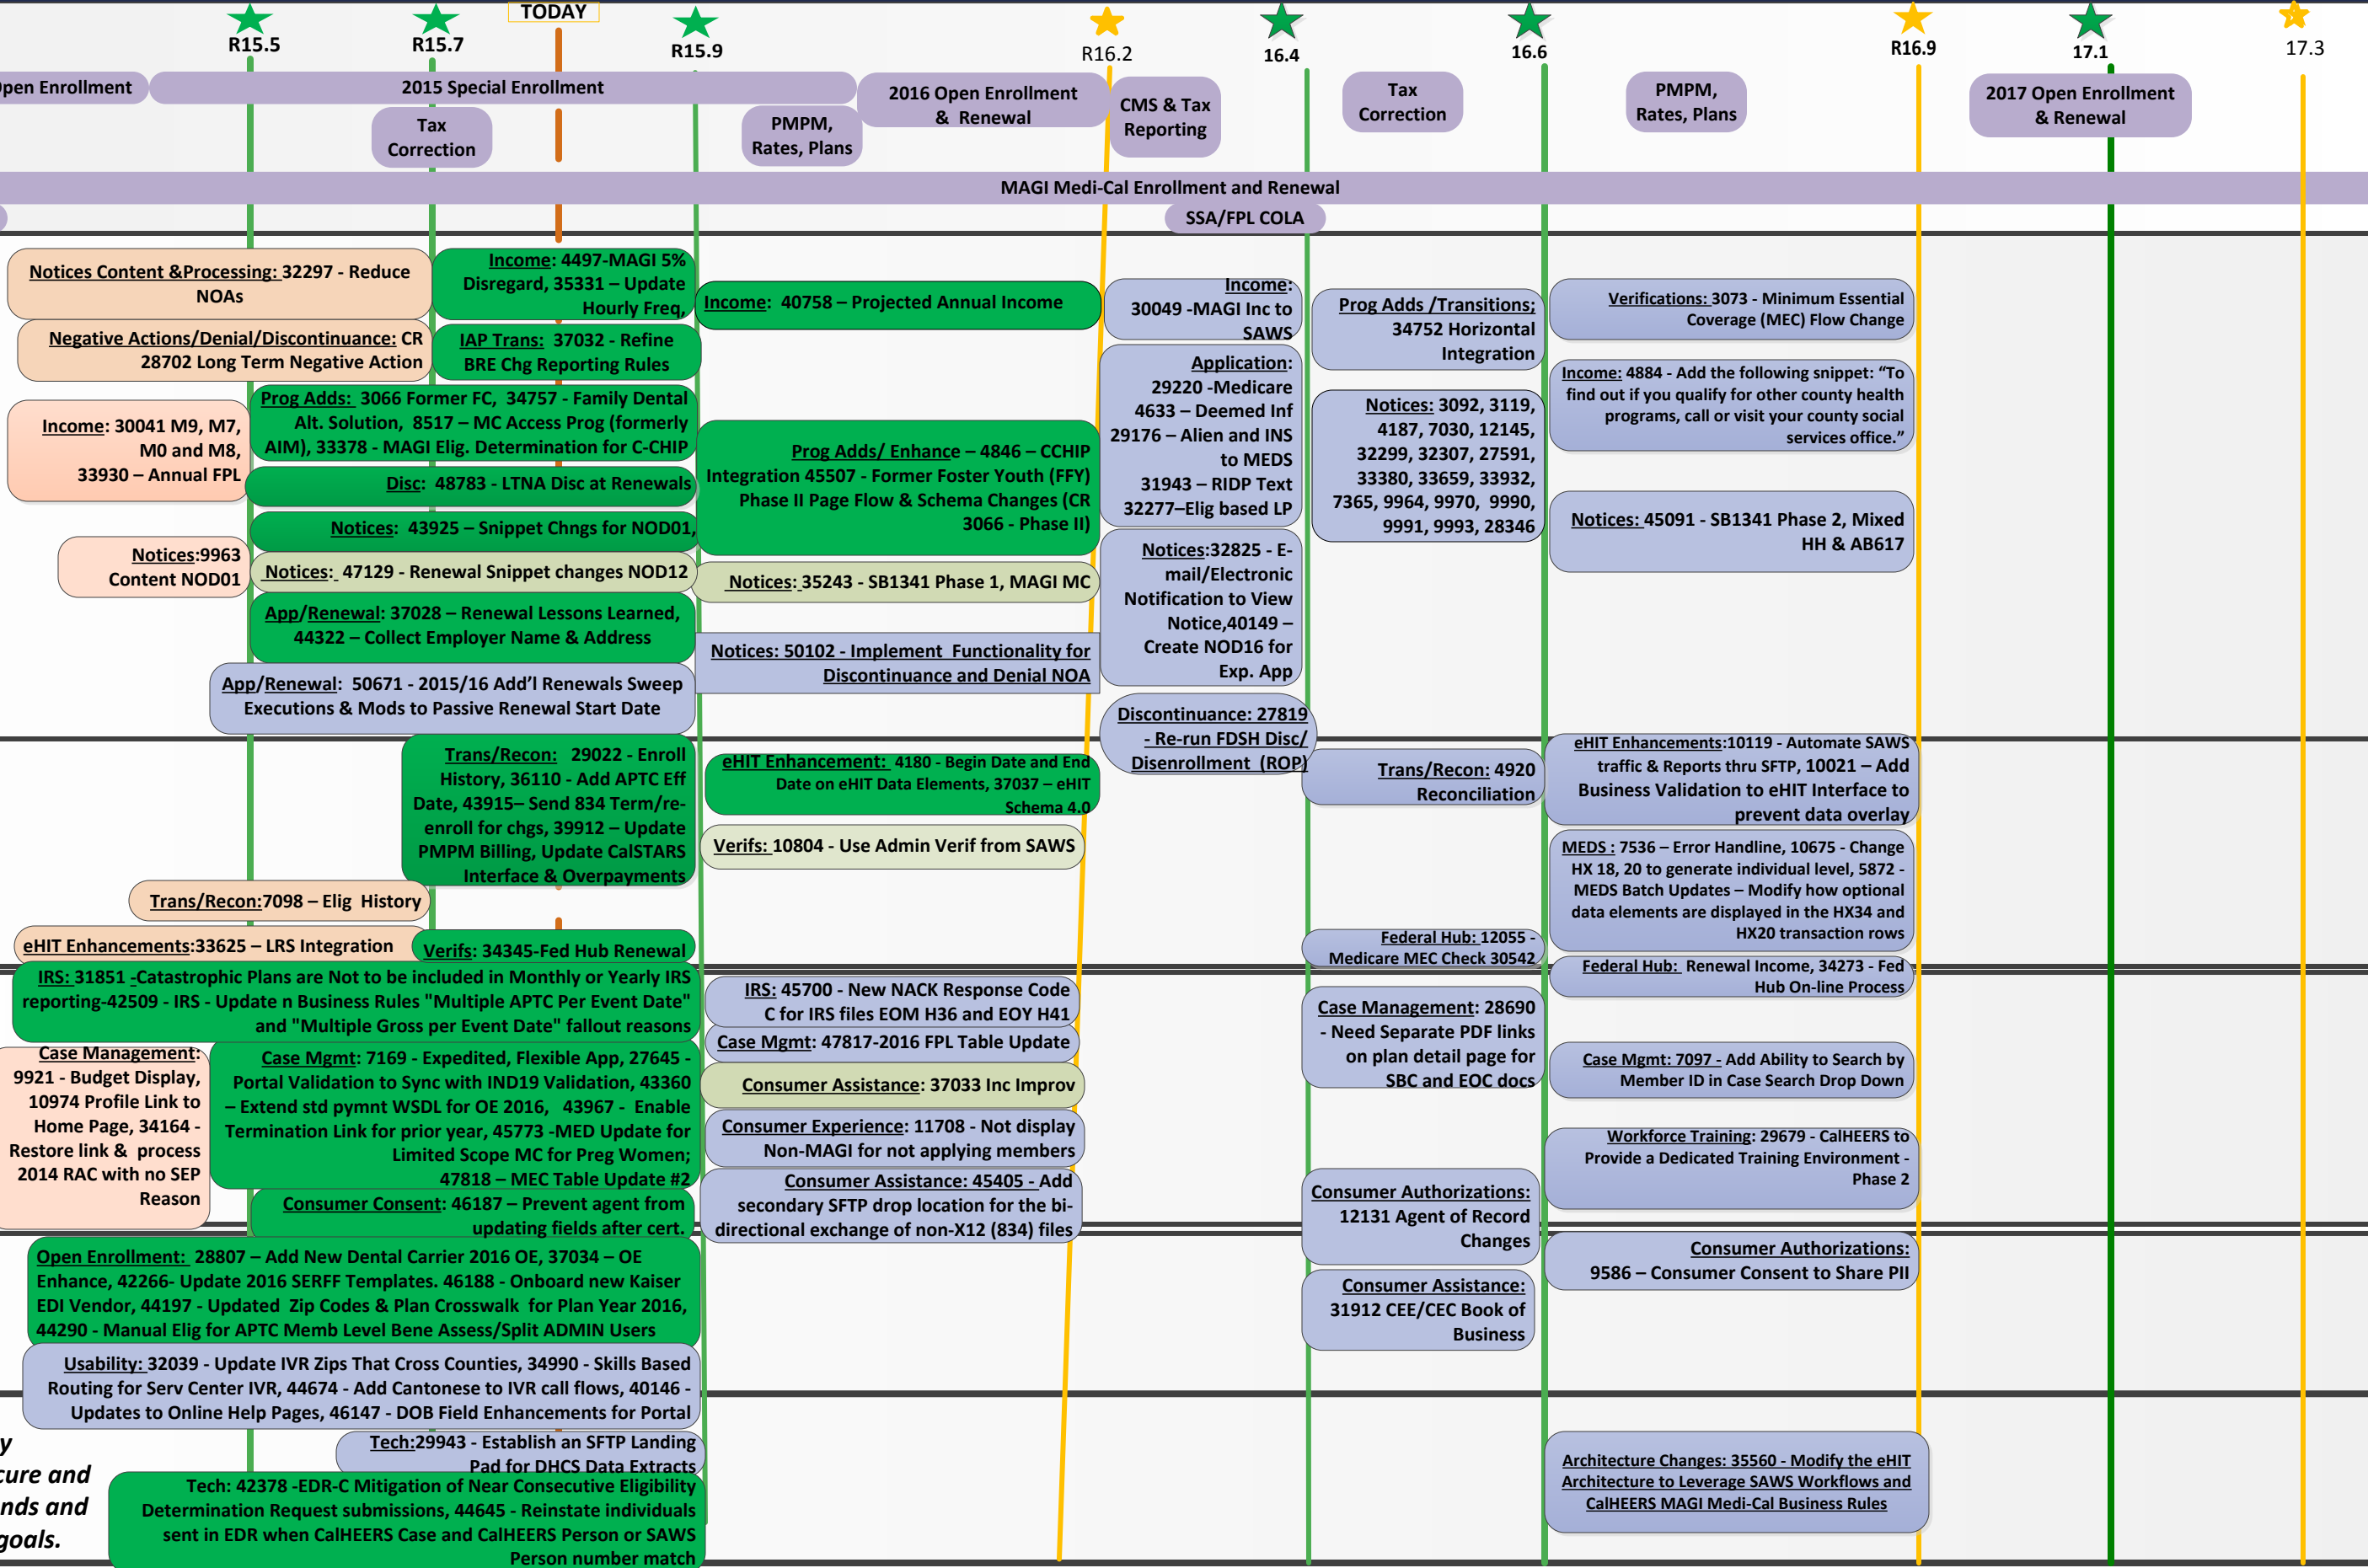 TODAY
R15.5
R15.7
R15.9
R16.2
16.4
16.6
R16.9
17.1
17.3
pen Enrollment
2015 Special Enrollment
2016 Open Enrollment
& Renewal
CMS & Tax
Reporting
Tax
Correction
PMPM,
Rates, Plans
2017 Open Enrollment
& Renewal
Tax
Correction
PMPM,
Rates, Plans
MAGI Medi-Cal Enrollment and Renewal
SSA/FPL COLA
Notices Content &Processing: 32297 - Reduce
NOAs
Negative Actions/Denial/Discontinuance: CR
28702 Long Term Negative Action
Income: 30041 M9, M7,
M0 and M8,
33930 – Annual FPL
Notices:9963
Content NOD01
Income: 4497-MAGI 5%
Disregard, 35331 – Update
Hourly Freq,
IAP Trans: 37032 - Refine
BRE Chg Reporting Rules
Prog Adds: 3066 Former FC, 34757 - Family Dental
Alt. Solution, 8517 – MC Access Prog (formerly
AIM), 33378 - MAGI Elig. Determination for C-CHIP
Disc: 48783 - LTNA Disc at Renewals
Notices: 43925 – Snippet Chngs for NOD01,
Notices: 47129 - Renewal Snippet changes NOD12
App/Renewal: 37028 – Renewal Lessons Learned,
44322 – Collect Employer Name & Address
App/Renewal: 50671 - 2015/16 Add’l Renewals Sweep
Executions & Mods to Passive Renewal Start Date
Income: 40758 – Projected Annual Income
Prog Adds/ Enhance – 4846 – CCHIP
Integration 45507 - Former Foster Youth (FFY)
Phase II Page Flow & Schema Changes (CR
3066 - Phase II)
Notices: 35243 - SB1341 Phase 1, MAGI MC
Notices: 50102 - Implement Functionality for
Discontinuance and Denial NOA
Income:
30049 -MAGI Inc to
SAWS
Application:
29220 -Medicare
4633 – Deemed Inf
29176 – Alien and INS
to MEDS
31943 – RIDP Text
32277–Elig based LP
Notices:32825 - E-
mail/Electronic
Notification to View
Notice,40149 –
Create NOD16 for
Exp. App
Discontinuance: 27819
- Re-run FDSH Disc/
Disenrollment (ROP)
Prog Adds /Transitions;
34752 Horizontal
Integration
Notices: 3092, 3119,
4187, 7030, 12145,
32299, 32307, 27591,
33380, 33659, 33932,
7365, 9964, 9970, 9990,
9991, 9993, 28346
Verifications: 3073 - Minimum Essential
Coverage (MEC) Flow Change
Income: 4884 - Add the following snippet: “To
find out if you qualify for other county health
programs, call or visit your county social
services office.”
Notices: 45091 - SB1341 Phase 2, Mixed
HH & AB617
Trans/Recon: 29022 - Enroll
History, 36110 - Add APTC Eff
Date, 43915– Send 834 Term/re-
enroll for chgs, 39912 – Update
PMPM Billing, Update CalSTARS
Interface & Overpayments
Trans/Recon:7098 – Elig History
eHIT Enhancements:33625 – LRS Integration
Verifs: 34345-Fed Hub Renewal
eHIT Enhancement: 4180 - Begin Date and End
Date on eHIT Data Elements, 37037 – eHIT
Schema 4.0
Verifs: 10804 - Use Admin Verif from SAWS
Trans/Recon: 4920
Reconciliation
Federal Hub: 12055 -
Medicare MEC Check 30542
eHIT Enhancements:10119 - Automate SAWS
traffic & Reports thru SFTP, 10021 – Add
Business Validation to eHIT Interface to
prevent data overlay
MEDS : 7536 – Error Handline, 10675 - Change
HX 18, 20 to generate individual level, 5872 -
MEDS Batch Updates – Modify how optional
data elements are displayed in the HX34 and
HX20 transaction rows
Federal Hub: Renewal Income, 34273 - Fed
Hub On-line Process
IRS: 31851 -Catastrophic Plans are Not to be included in Monthly or Yearly IRS
reporting-42509 - IRS - Update n Business Rules "Multiple APTC Per Event Date"
and "Multiple Gross per Event Date" fallout reasons
Case Management:
9921 - Budget Display,
10974 Profile Link to
Home Page, 34164 -
Restore link & process
2014 RAC with no SEP
Reason
Case Mgmt: 7169 - Expedited, Flexible App, 27645 -
Portal Validation to Sync with IND19 Validation, 43360
– Extend std pymnt WSDL for OE 2016, 43967 - Enable
Termination Link for prior year, 45773 -MED Update for
Limited Scope MC for Preg Women;
47818 – MEC Table Update #2
Consumer Consent: 46187 – Prevent agent from
updating fields after cert.
IRS: 45700 - New NACK Response Code
C for IRS files EOM H36 and EOY H41
Case Mgmt: 47817-2016 FPL Table Update
Consumer Assistance: 37033 Inc Improv
Consumer Experience: 11708 - Not display
Non-MAGI for not applying members
Consumer Assistance: 45405 - Add
secondary SFTP drop location for the bi-
directional exchange of non-X12 (834) files
Case Management: 28690
- Need Separate PDF links
on plan detail page for
SBC and EOC docs
Consumer Authorizations:
12131 Agent of Record
Changes
Consumer Assistance:
31912 CEE/CEC Book of
Business
Case Mgmt: 7097 - Add Ability to Search by
Member ID in Case Search Drop Down
Workforce Training: 29679 - CalHEERS to
Provide a Dedicated Training Environment -
Phase 2
Consumer Authorizations:
9586 – Consumer Consent to Share PII
Open Enrollment: 28807 – Add New Dental Carrier 2016 OE, 37034 – OE
Enhance, 42266- Update 2016 SERFF Templates. 46188 - Onboard new Kaiser
EDI Vendor, 44197 - Updated Zip Codes & Plan Crosswalk for Plan Year 2016,
44290 - Manual Elig for APTC Memb Level Bene Assess/Split ADMIN Users
Usability: 32039 - Update IVR Zips That Cross Counties, 34990 - Skills Based
Routing for Serv Center IVR, 44674 - Add Cantonese to IVR call flows, 40146 -
Updates to Online Help Pages, 46147 - DOB Field Enhancements for Portal
y
cure and
nds and
goals.
Tech:29943 - Establish an SFTP Landing
Pad for DHCS Data Extracts
Tech: 42378 -EDR-C Mitigation of Near Consecutive Eligibility
Determination Request submissions, 44645 - Reinstate individuals
sent in EDR when CalHEERS Case and CalHEERS Person or SAWS
Person number match
Architecture Changes: 35560 - Modify the eHIT
Architecture to Leverage SAWS Workflows and
CalHEERS MAGI Medi-Cal Business Rules